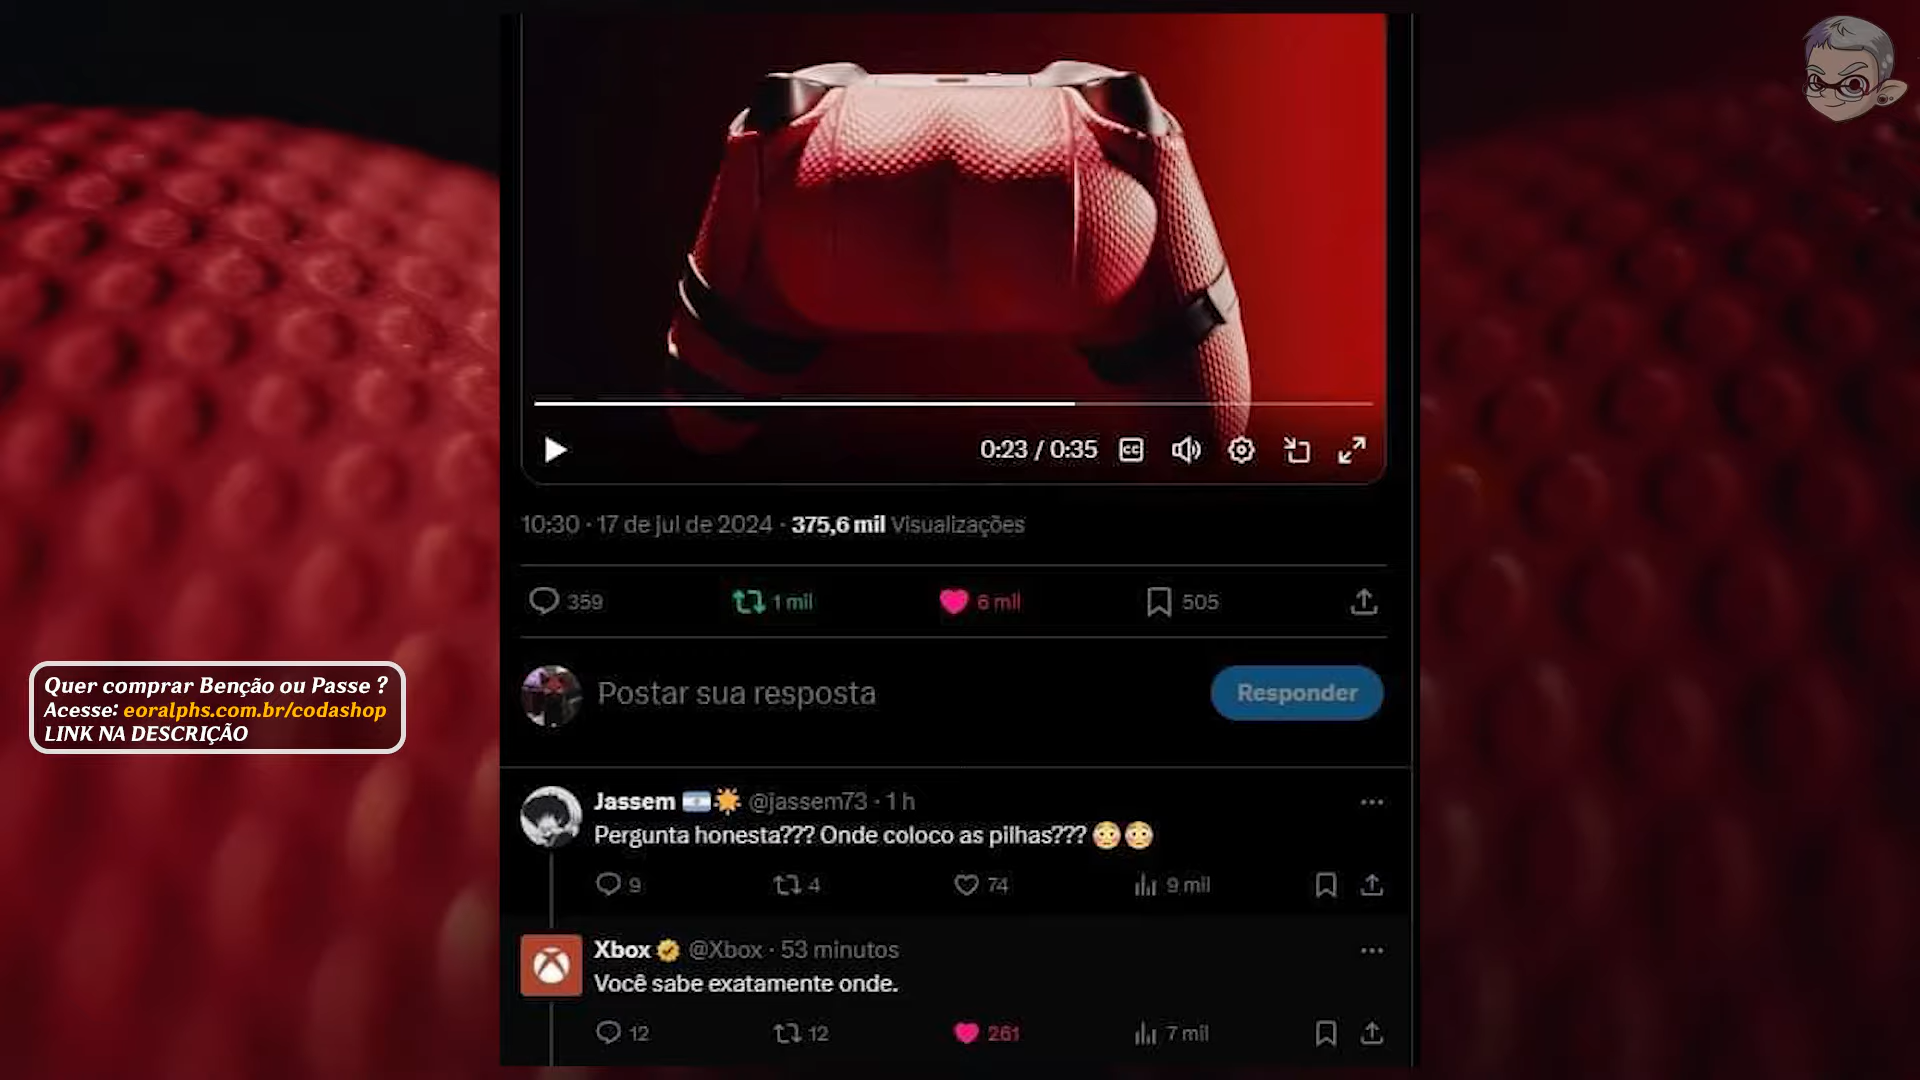 0:23 / 0:35
CC
10:30 · 17 de jul de 2024 · 375,6 mil Visualizações
359 1 mil 6 mil 505
Postar sua resposta Responder
Quer comprar Benção ou Passe ?
Acesse: eoralphs.com.br/codashop
LINK NA DESCRIÇÃO
Jassem @jassem73 · 1 h
Pergunta honesta??? Onde coloco as pilhas???
9 4 74 9 mil
Xbox @Xbox · 53 minutos
Você sabe exatamente onde.
12 12 261 7 mil